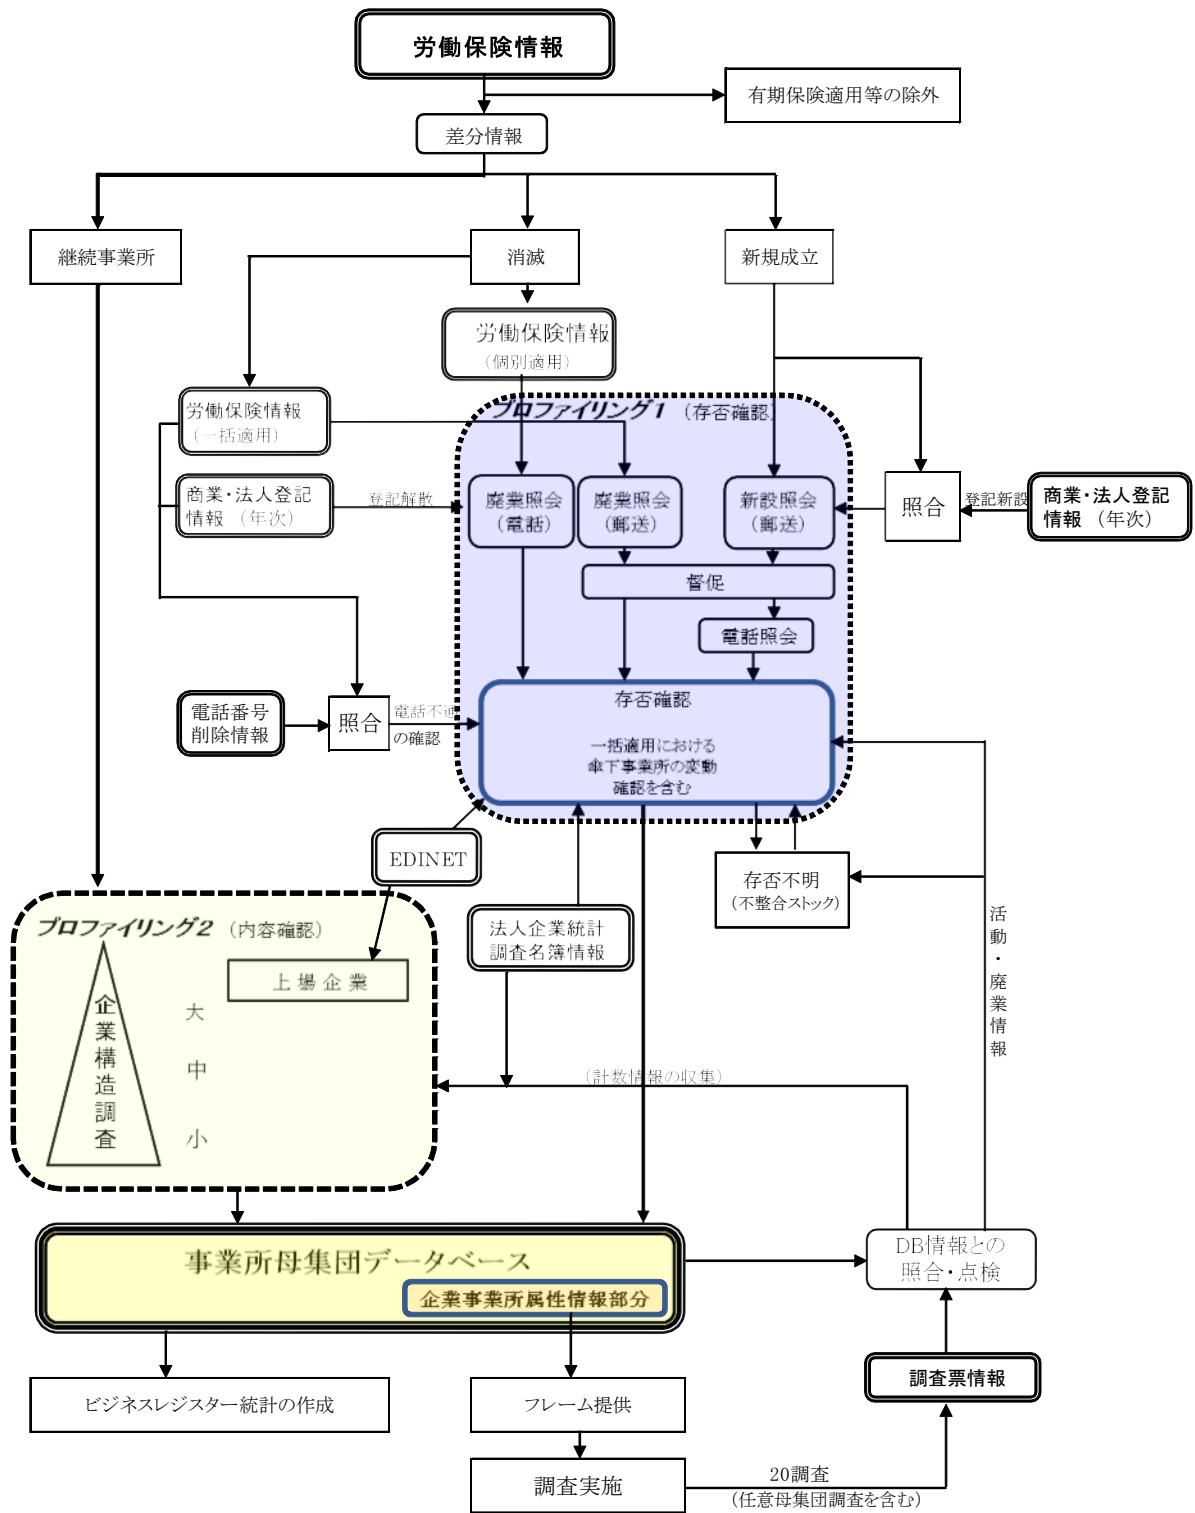 労働保険情報
有期保険適用等の除外
差分情報
継続事業所
消滅
新規成立
労働保険情報
（個別適用）
労働保険情報
（一括適用）
プロファイリング1（存否確認）
商業・法人登記
情報（年次）
登記解散
廃業照会
（電話）
廃業照会
（郵送）
新設照会
（郵送）
照合
登記新設
商業・法人登記
情報（年次）
督促
電話照会
電話番号
削除情報
照合
電話不通
の確認
存否確認
一括適用における
傘下事業所の変動
確認を含む
EDINET
存否不明
（不整合ストック）
法人企業統計
調査名簿情報
活動・廃業情報
プロファイリング2（内容確認）
上場企業
企業構造調査
大
中
小
（計数情報の収集）
事業所母集団データベース
企業事業所属性情報部分
DB情報との
照合・点検
調査票情報
ビジネスレジスター統計の作成
フレーム提供
調査実施
20調査
（任意母集団調査を含む）